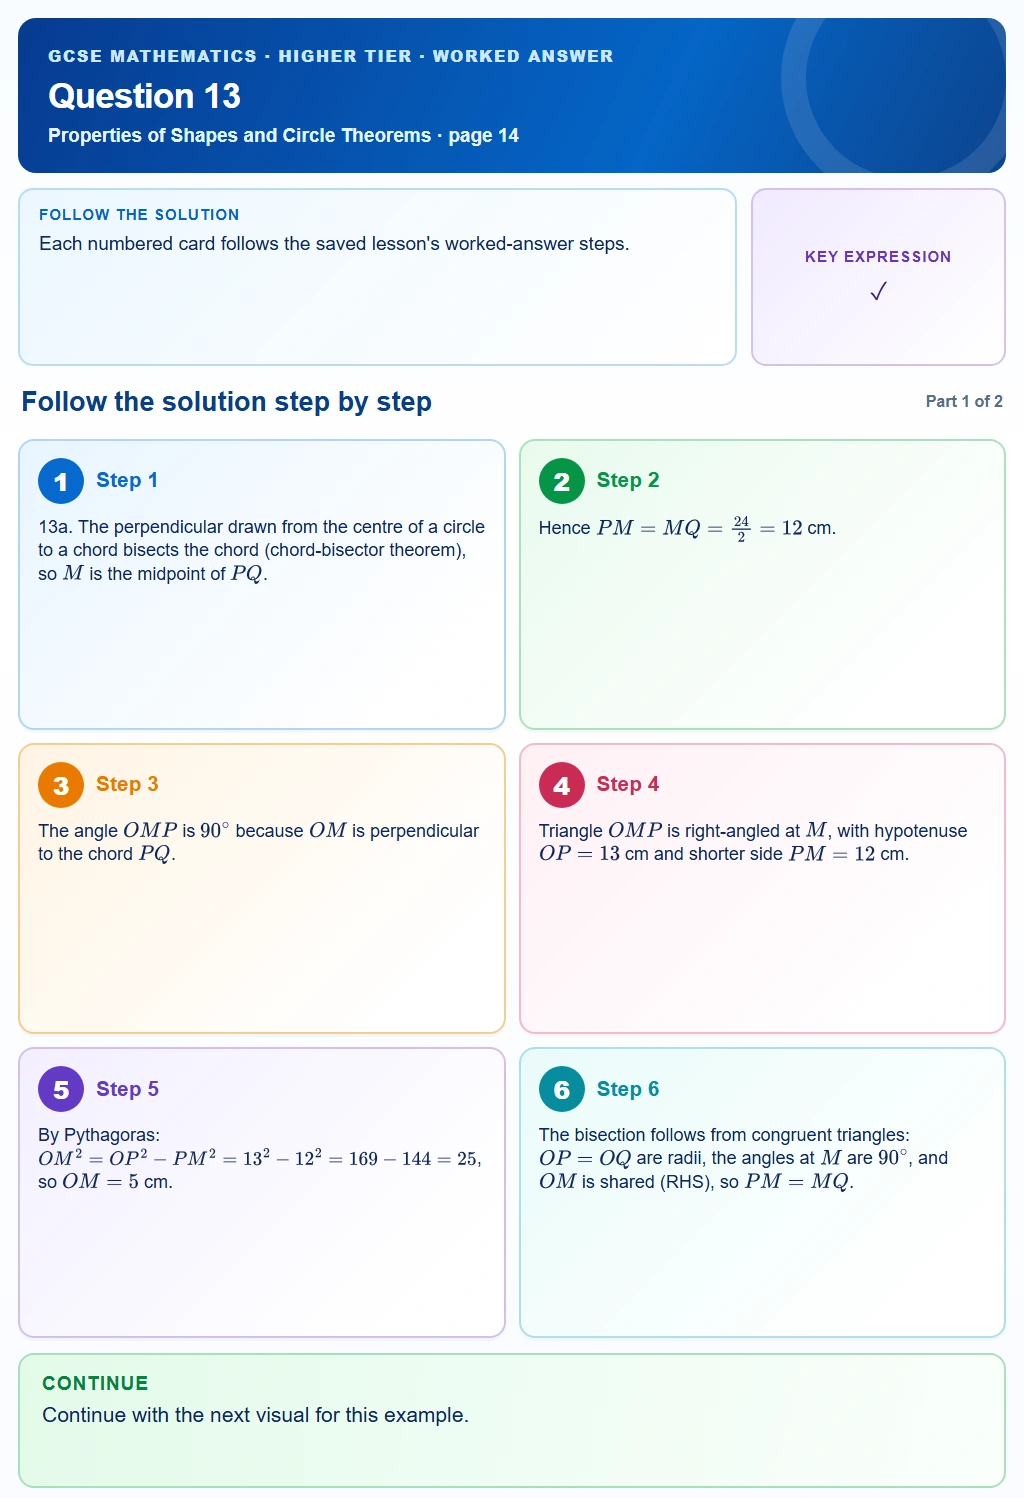 GCSE MATHEMATICS · HIGHER TIER · WORKED ANSWER
Question 13
Properties of Shapes and Circle Theorems · page 14
FOLLOW THE SOLUTION
Each numbered card follows the saved lesson's worked-answer steps.
KEY EXPRESSION
✓
Follow the solution step by step
Part 1 of 2
1 Step 1
13a. The perpendicular drawn from the centre of a circle
to a chord bisects the chord (chord-bisector theorem),
so M is the midpoint of PQ.
2 Step 2
Hence PM = MQ = 24/2 = 12 cm.
3 Step 3
The angle OMP is 90° because OM is perpendicular
to the chord PQ.
4 Step 4
Triangle OMP is right-angled at M, with hypotenuse
OP = 13 cm and shorter side PM = 12 cm.
5 Step 5
By Pythagoras:
OM² = OP² − PM² = 13² − 12² = 169 − 144 = 25,
so OM = 5 cm.
6 Step 6
The bisection follows from congruent triangles:
OP = OQ are radii, the angles at M are 90°, and
OM is shared (RHS), so PM = MQ.
CONTINUE
Continue with the next visual for this example.